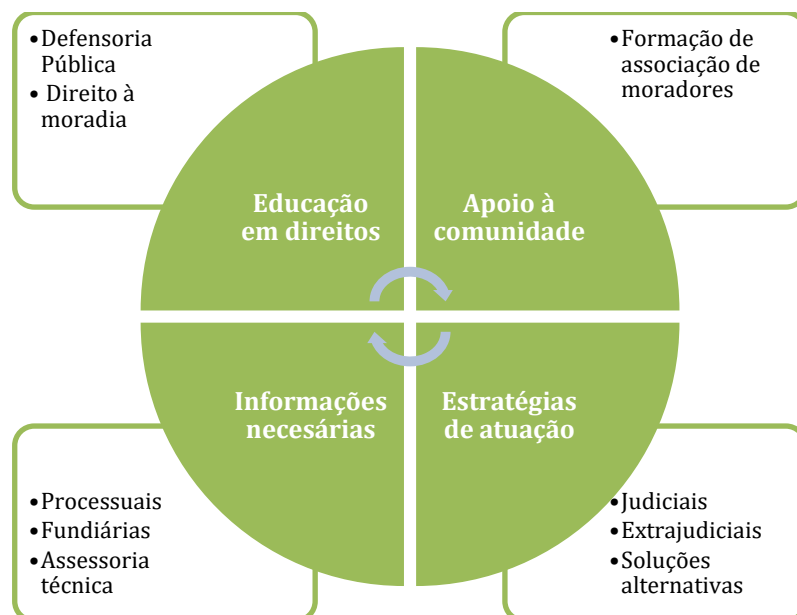 •Defensoria
Pública
• Direito à
moradia
•Formação de
associação de
moradores
Educação
em direitos
Apoio à
comunidade
Informações
necesárias
Estratégias
de atuação
•Processuais
•Fundiárias
•Assessoria
técnica
•Judiciais
•Extrajudiciais
•Soluções
alternativas